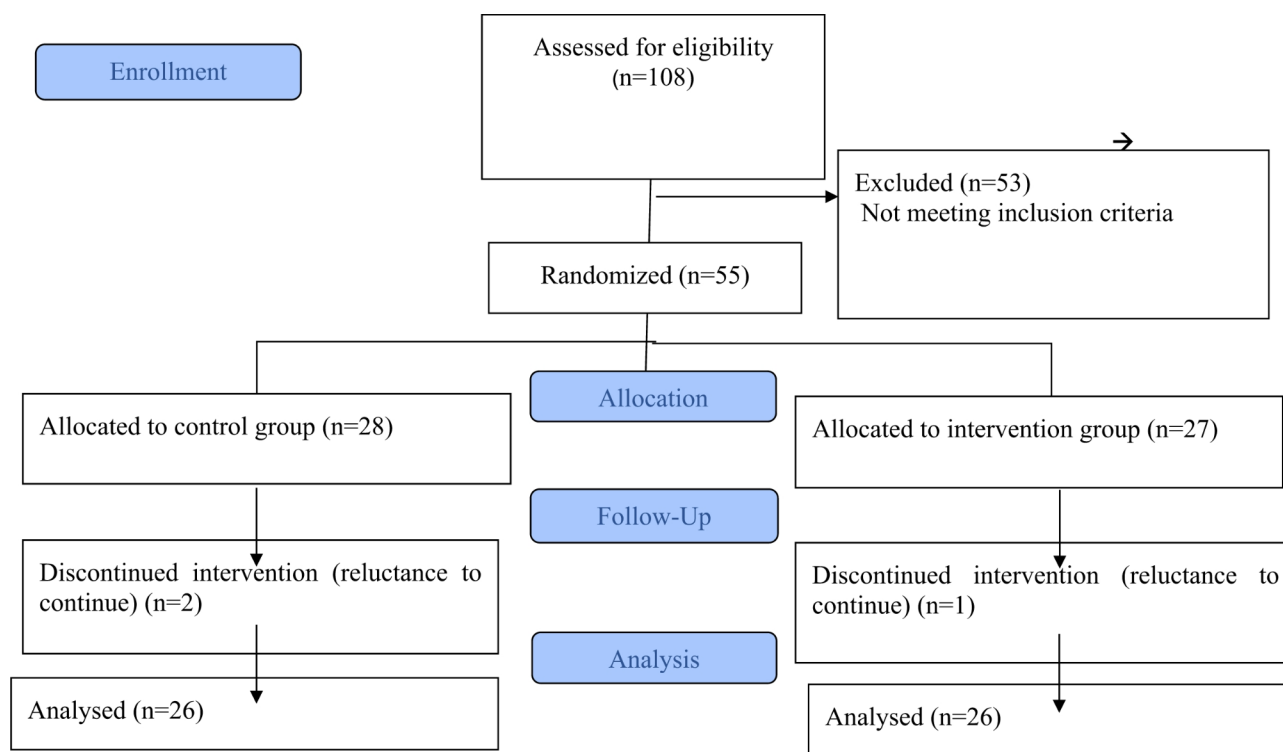 Enrollment
Assessed for eligibility
(n=108)
→
Excluded (n=53)
Not meeting inclusion criteria
Randomized (n=55)
Allocation
Allocated to control group (n=28)
Allocated to intervention group (n=27)
Follow-Up
Discontinued intervention (reluctance to
continue) (n=2)
Discontinued intervention (reluctance to
continue) (n=1)
Analysis
Analysed (n=26)
Analysed (n=26)